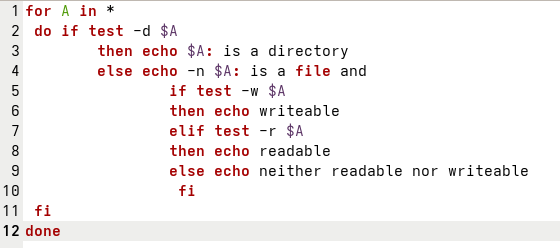 1 for A in *
2  do if test -d $A
3         then echo $A: is a directory
4         else echo -n $A: is a file and
5                 if test -w $A
6                 then echo writeable
7                 elif test -r $A
8                 then echo readable
9                 else echo neither readable nor writeable
10                  fi
11  fi
12 done